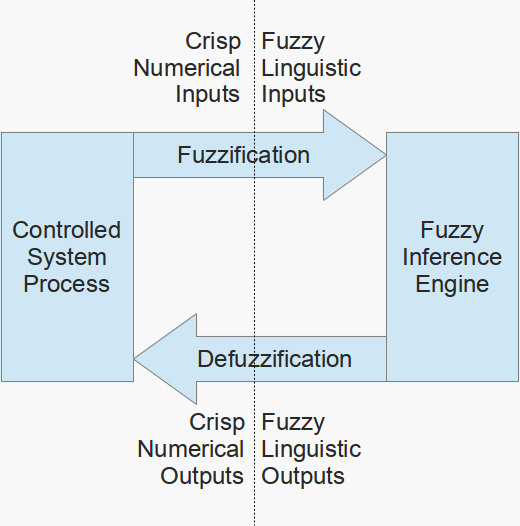 Crisp
Numerical
Inputs
Fuzzy
Linguistic
Inputs
Fuzzification
Controlled
System
Process
Fuzzy
Inference
Engine
Defuzzification
Crisp
Numerical
Outputs
Fuzzy
Linguistic
Outputs